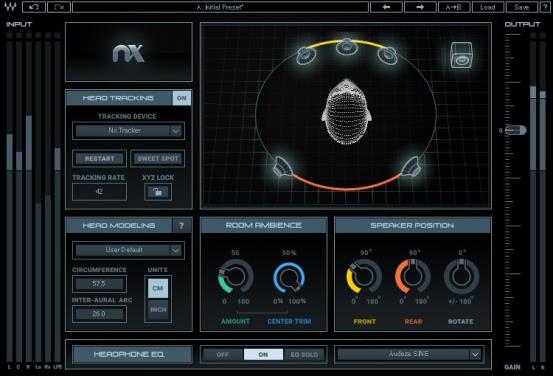 A: Initial Preset*
A→B
Load
Save
?
INPUT
OUTPUT
nx
HEAD TRACKING
ON
TRACKING DEVICE
Nx Tracker
RESTART
SWEET SPOT
TRACKING RATE
XYZ LOCK
42
HEAD MODELING
?
User Default
CIRCUMFERENCE
UNITS
57.5
CM
INTER-AURAL ARC
INCH
26.0
ROOM AMBIENCE
50
50%
0
100
0%
100%
AMOUNT
CENTER TRIM
SPEAKER POSITION
90°
90°
0°
0°
180°
0°
180°
+/- 180°
FRONT
REAR
ROTATE
HEADPHONE EQ
OFF
ON
EQ SOLO
Audeze SINE
0
L C R Ls Rs LFE
GAIN
L R